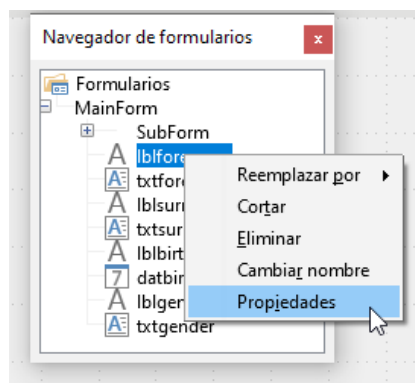 Navegador de formularios
x
Formularios
MainForm
SubForm
lblfore
txtfor
Reemplazar por
lblsurr
Cortar
txtsur
Eliminar
lblbirt
Cambiar nombre
datbir
Propiedades
lblger
txtgender